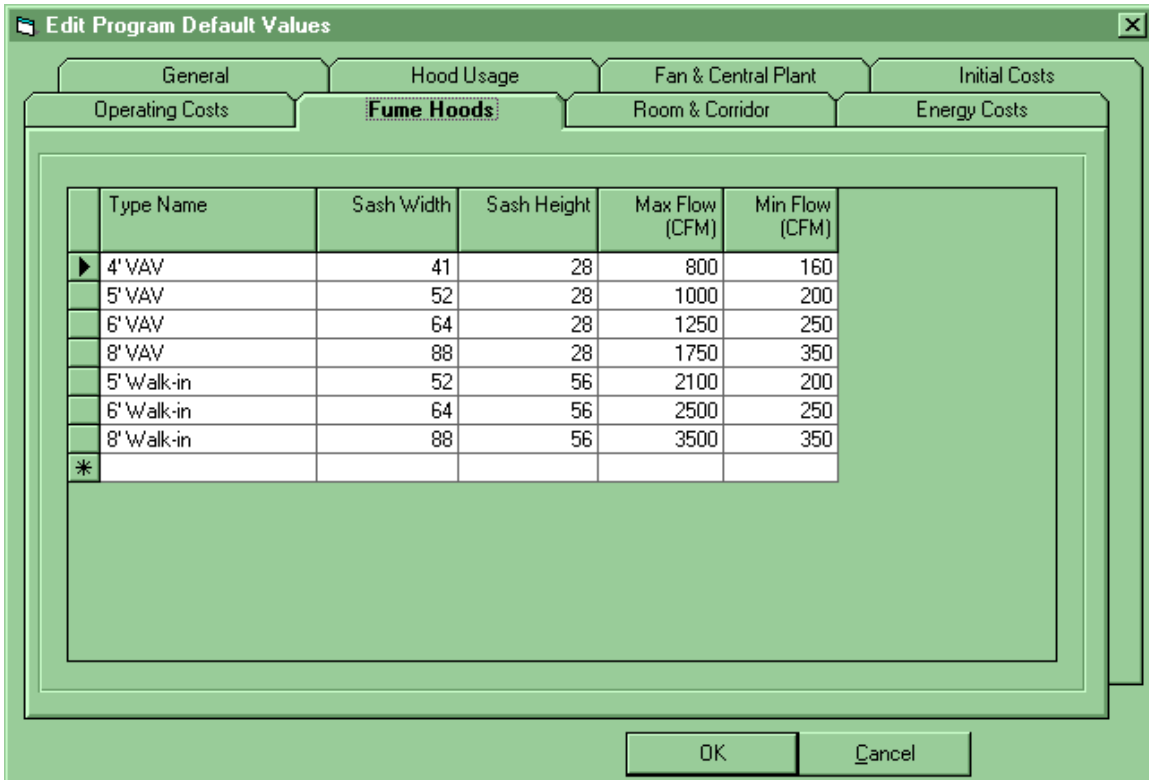 Edit Program Default Values
General Hood Usage Fan & Central Plant Initial Costs
Operating Costs Fume Hoods Room & Corridor Energy Costs
Type Name Sash Width Sash Height Max Flow (CFM) Min Flow (CFM)
4' VAV 41 28 800 160
5' VAV 52 28 1000 200
6' VAV 64 28 1250 250
8' VAV 88 28 1750 350
5' Walk-in 52 56 2100 200
6' Walk-in 64 56 2500 250
8' Walk-in 88 56 3500 350
OK Cancel